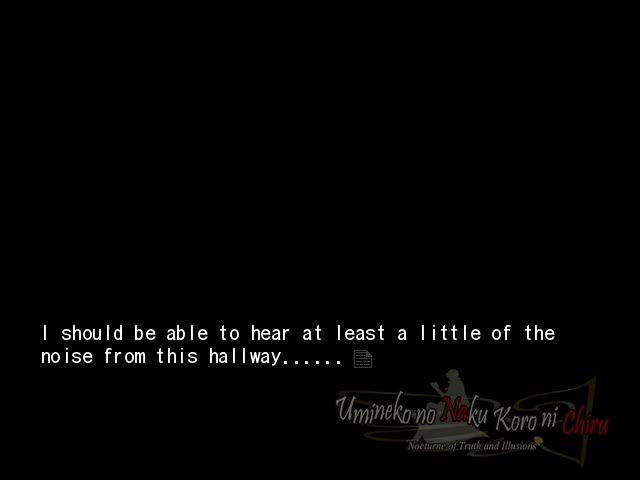 I should be able to hear at least a little of the
noise from this hallway......
Umineko no Naku Koro ni Chiru
Nocturne of Truth and Illusions